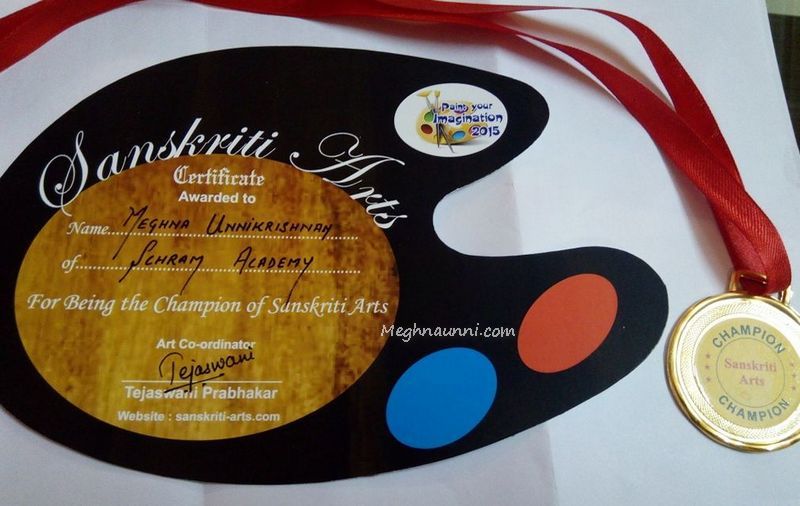 Sanskriti Arts
Paint your
Imagination
2015
Certificate
Awarded to
Name....MEGHNA UNNIKRISHNAN
of....SCHRAM ACADEMY
For Being the Champion of Sanskriti Arts
Meghnaunni.com
Art Co-ordinator
Tejaswani
Tejaswani Prabhakar
Website : sanskriti-arts.com
CHAMPION
Sanskriti
Arts
CHAMPION